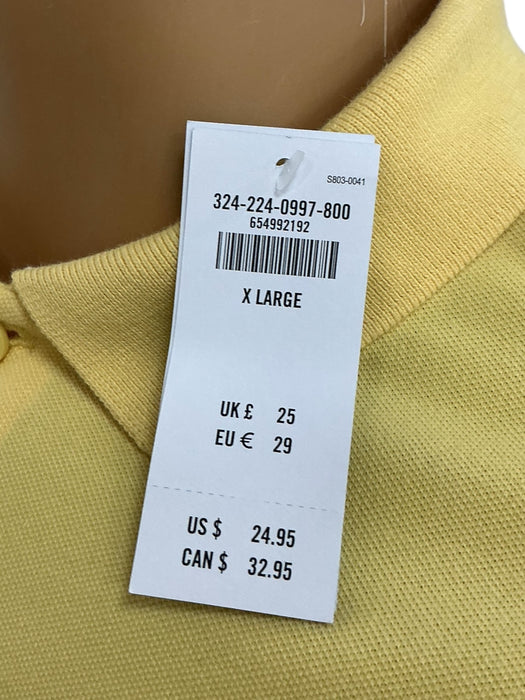 S803-0041
324-224-0997-800
654992192
X LARGE
UK £ 25
EU € 29
US $ 24.95
CAN $ 32.95